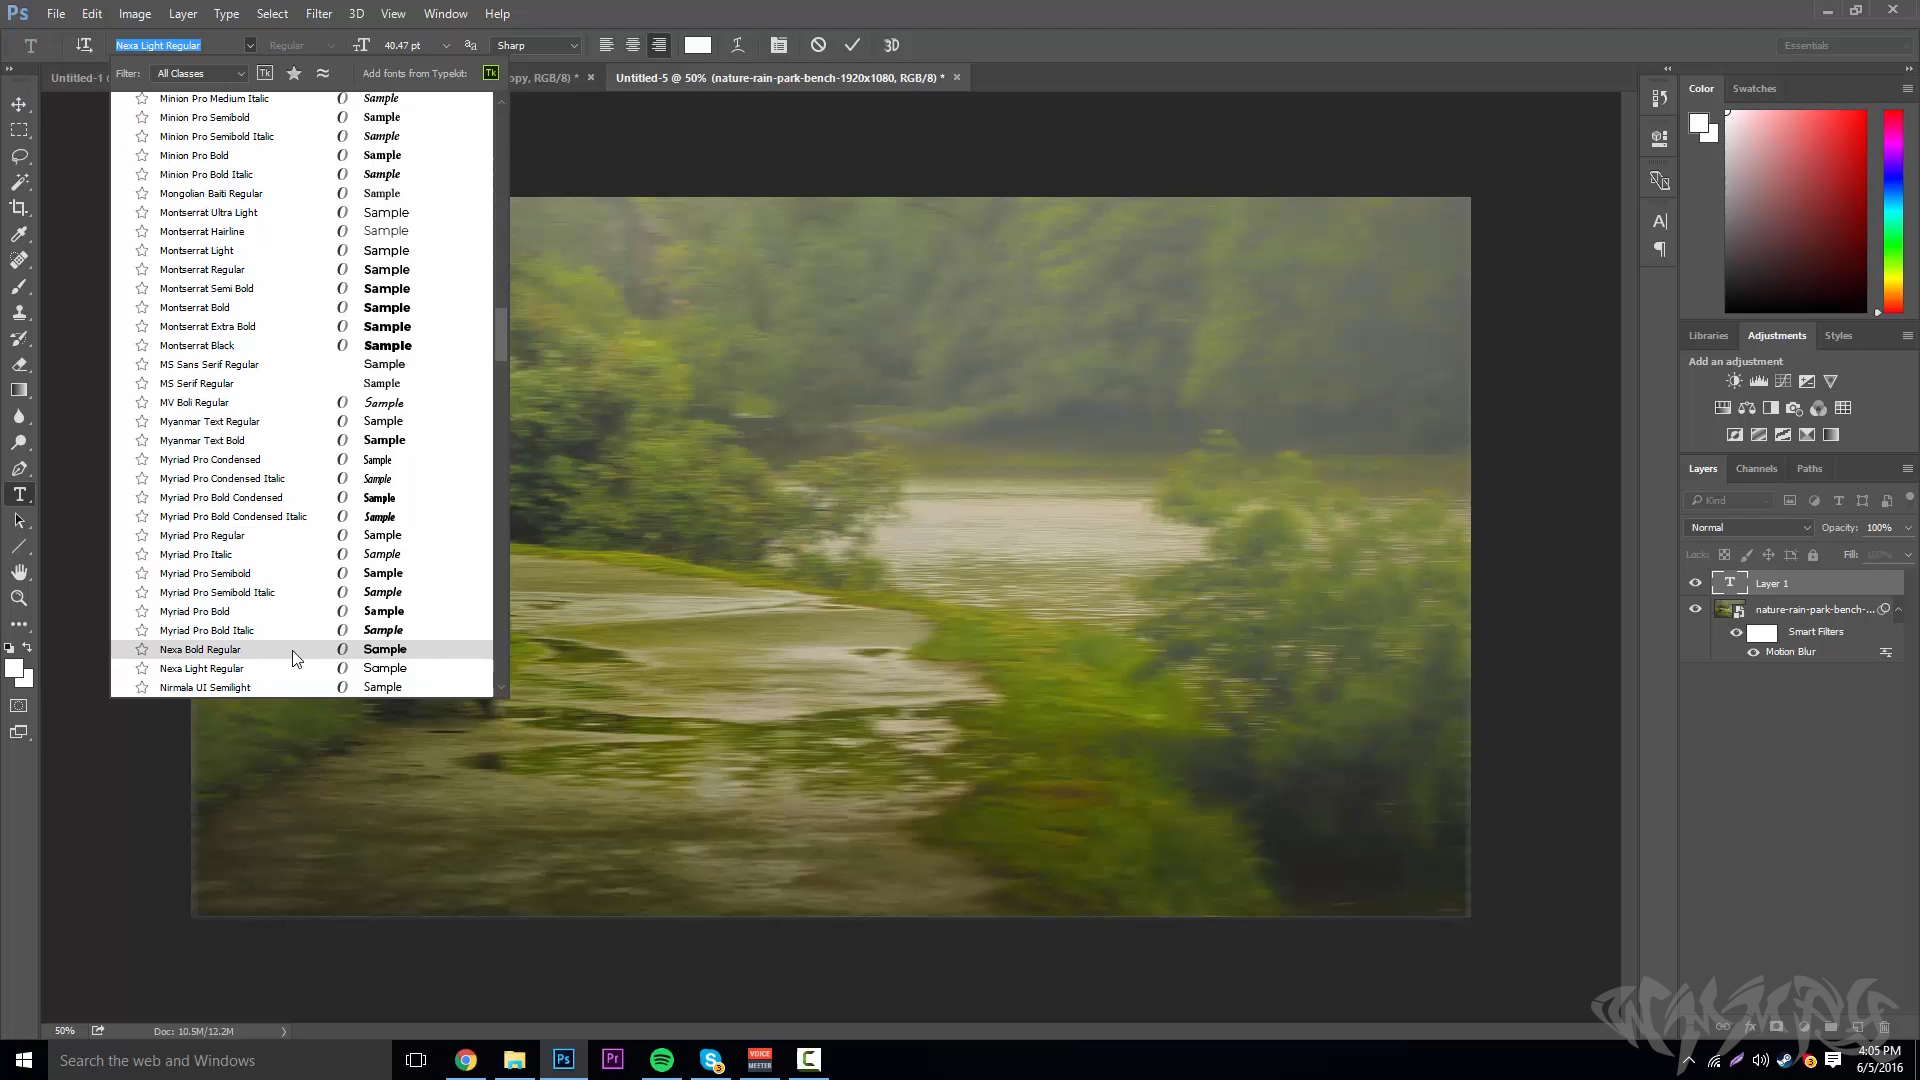 Ps File Edit Image Layer Type Select Filter 3D View Window Help
T Nexa Light Regular Regular 40.47 pt aa Sharp 3D Essentials
Filter: All Classes Tk Add fonts from Typekit: Tk
Untitled-1 opy, RGB/8) * × Untitled-5 @ 50% (nature-rain-park-bench-1920x1080, RGB/8) * ×
Minion Pro Medium Italic O Sample
Minion Pro Semibold O Sample
Minion Pro Semibold Italic O Sample
Minion Pro Bold O Sample
Minion Pro Bold Italic O Sample
Mongolian Baiti Regular O Sample
Montserrat Ultra Light O Sample
Montserrat Hairline O Sample
Montserrat Light O Sample
Montserrat Regular O Sample
Montserrat Semi Bold O Sample
Montserrat Bold O Sample
Montserrat Extra Bold O Sample
Montserrat Black O Sample
MS Sans Serif Regular Sample
MS Serif Regular Sample
MV Boli Regular O Sample
Myanmar Text Regular O Sample
Myanmar Text Bold O Sample
Myriad Pro Condensed O Sample
Myriad Pro Condensed Italic O Sample
Myriad Pro Bold Condensed O Sample
Myriad Pro Bold Condensed Italic O Sample
Myriad Pro Regular O Sample
Myriad Pro Italic O Sample
Myriad Pro Semibold O Sample
Myriad Pro Semibold Italic O Sample
Myriad Pro Bold O Sample
Myriad Pro Bold Italic O Sample
Nexa Bold Regular O Sample
Nexa Light Regular O Sample
Nirmala UI Semilight O Sample
Color Swatches
Libraries Adjustments Styles
Add an adjustment
Layers Channels Paths
Kind
Normal Opacity: 100%
Lock: Fill: 100%
T Layer 1
nature-rain-park-bench-...
Smart Filters
Motion Blur
50% Doc: 10.5M/12.2M
Search the web and Windows
Ps Pr S 3 VOICE MEETER C
3
4:05 PM
6/5/2016